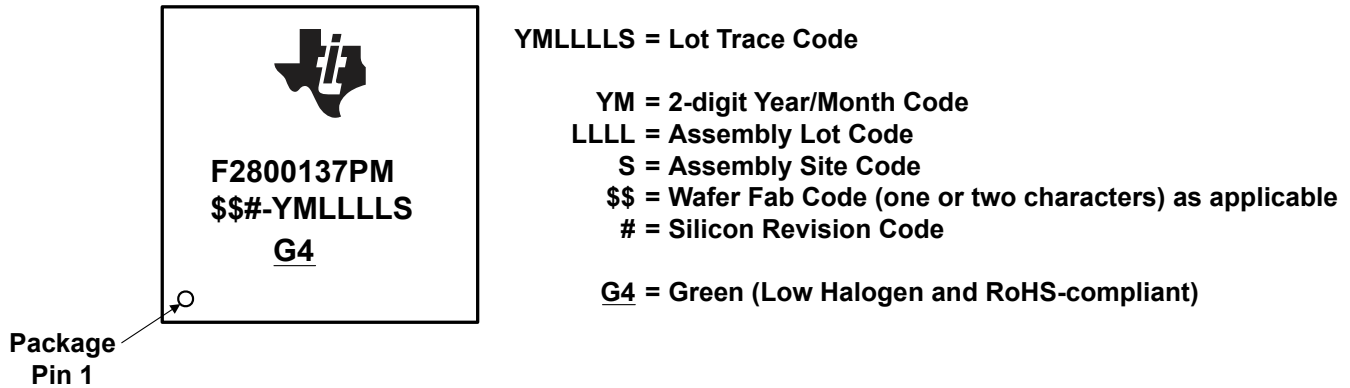 F2800137PM
$$#-YMLLLLS
G4
Package
Pin 1
YMLLLLS = Lot Trace Code
YM = 2-digit Year/Month Code
LLLL = Assembly Lot Code
S = Assembly Site Code
$$ = Wafer Fab Code (one or two characters) as applicable
# = Silicon Revision Code
G4 = Green (Low Halogen and RoHS-compliant)